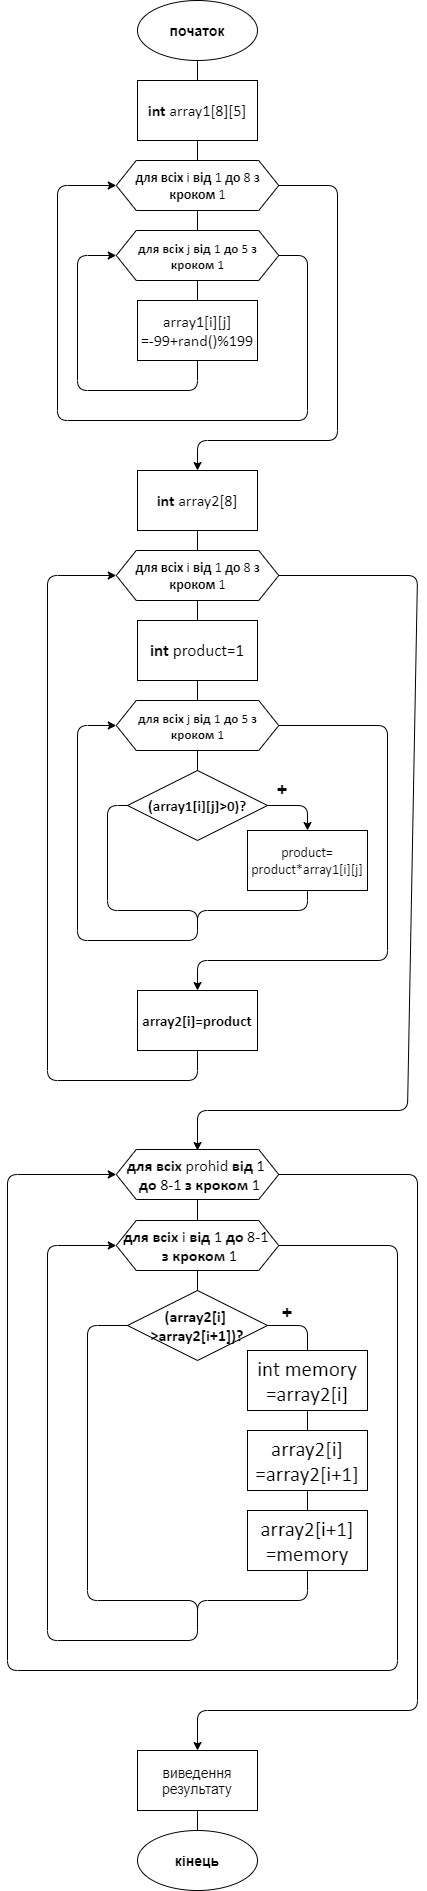 початок
int array1[8][5]
для всіх i від 1 до 8 з
кроком 1
для всіх j від 1 до 5 з
кроком 1
array1[i][j]
=-99+rand()%199
int array2[8]
для всіх i від 1 до 8 з
кроком 1
int product=1
для всіх j від 1 до 5 з
кроком 1
(array1[i][j]>0)?
+
product=
product*array1[i][j]
array2[i]=product
для всіх prohid від 1
до 8-1 з кроком 1
для всіх i від 1 до 8-1
з кроком 1
(array2[i]
>array2[i+1])?
+
int memory
=array2[i]
array2[i]
=array2[i+1]
array2[i+1]
=memory
виведення
результату
кінець